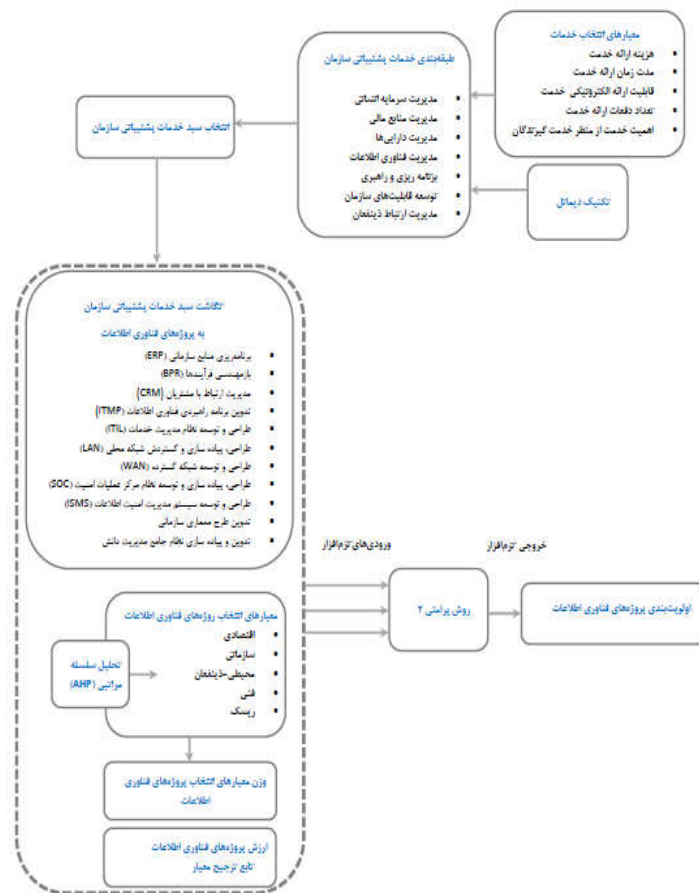 معیارهای انتخاب خدمات
هزینه ارائه خدمت
مدت زمان ارائه خدمت
قابلیت ارائه الکترونیکی خدمت
تعداد دفعات ارائه خدمت
اهمیت خدمت از منظر خدمت گیرندگان
تکنیک دیماتل
طبقه‌بندی خدمات پشتیبانی سازمان
مدیریت سرمایه انسانی
مدیریت منابع مالی
مدیریت دارایی‌ها
مدیریت فناوری اطلاعات
برنامه ریزی و راهبری
توسعه قابلیت‌های سازمان
مدیریت ارتباط ذینفعان
انتخاب سبد خدمات پشتیبانی سازمان
نگاشت سبد خدمات پشتیبانی سازمان
به پروژه‌های فناوری اطلاعات
برنامه‌ریزی منابع سازمانی (ERP)
بازمهندسی فرآیندها (BPR)
مدیریت ارتباط با مشتریان (CRM)
تدوین برنامه راهبردی فناوری اطلاعات (ITMP)
طراحی و توسعه نظام مدیریت خدمات (ITIL)
طراحی، پیاده سازی و گسترش شبکه محلی (LAN)
طراحی و توسعه شبکه گسترده (WAN)
طراحی، پیاده سازی و توسعه نظام مرکز عملیات امنیت (SOC)
طراحی و توسعه سیستم مدیریت امنیت اطلاعات (ISMS)
تدوین طرح معماری سازمانی
تدوین و پیاده سازی نظام جامع مدیریت دانش
معیارهای انتخاب روژه‌های فناوری اطلاعات
اقتصادی
سازمانی
محیطی-ذینفعان
فنی
ریسک
تحلیل سلسله
مراتبی (AHP)
وزن معیارهای انتخاب پروژه‌های فناوری
اطلاعات
ارزش پروژه‌های فناوری اطلاعات
تابع ترجیح معیار
ورودی‌های نرم‌افزار
روش پرامتی ۲
خروجی نرم‌افزار
اولویت‌بندی پروژه‌های فناوری اطلاعات